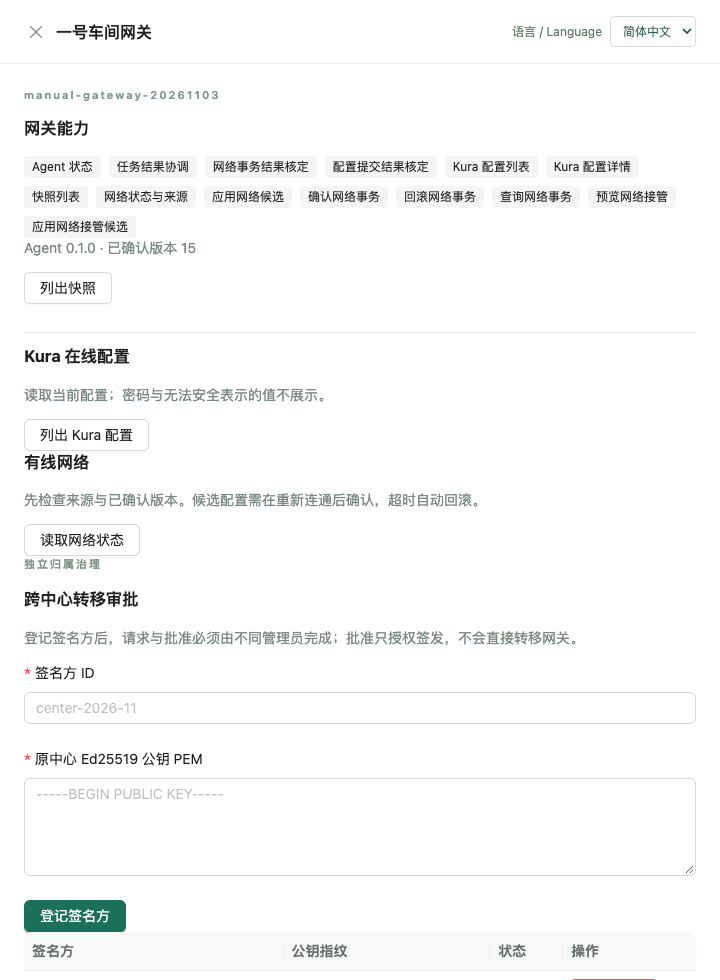 一号车间网关
语言 / Language
简体中文
manual-gateway-20261103
网关能力
Agent 状态 任务结果协调 网络事务结果核定 配置提交结果核定 Kura 配置列表 Kura 配置详情
快照列表 网络状态与来源 应用网络候选 确认网络事务 回滚网络事务 查询网络事务 预览网络接管
应用网络接管候选
Agent 0.1.0 · 已确认版本 15
列出快照
Kura 在线配置
读取当前配置；密码与无法安全表示的值不展示。
列出 Kura 配置
有线网络
先检查来源与已确认版本。候选配置需在重新连通后确认，超时自动回滚。
读取网络状态
独立归属治理
跨中心转移审批
登记签名方后，请求与批准必须由不同管理员完成；批准只授权签发，不会直接转移网关。
* 签名方 ID
center-2026-11
* 原中心 Ed25519 公钥 PEM
-----BEGIN PUBLIC KEY-----
登记签名方
签名方 公钥指纹 状态 操作